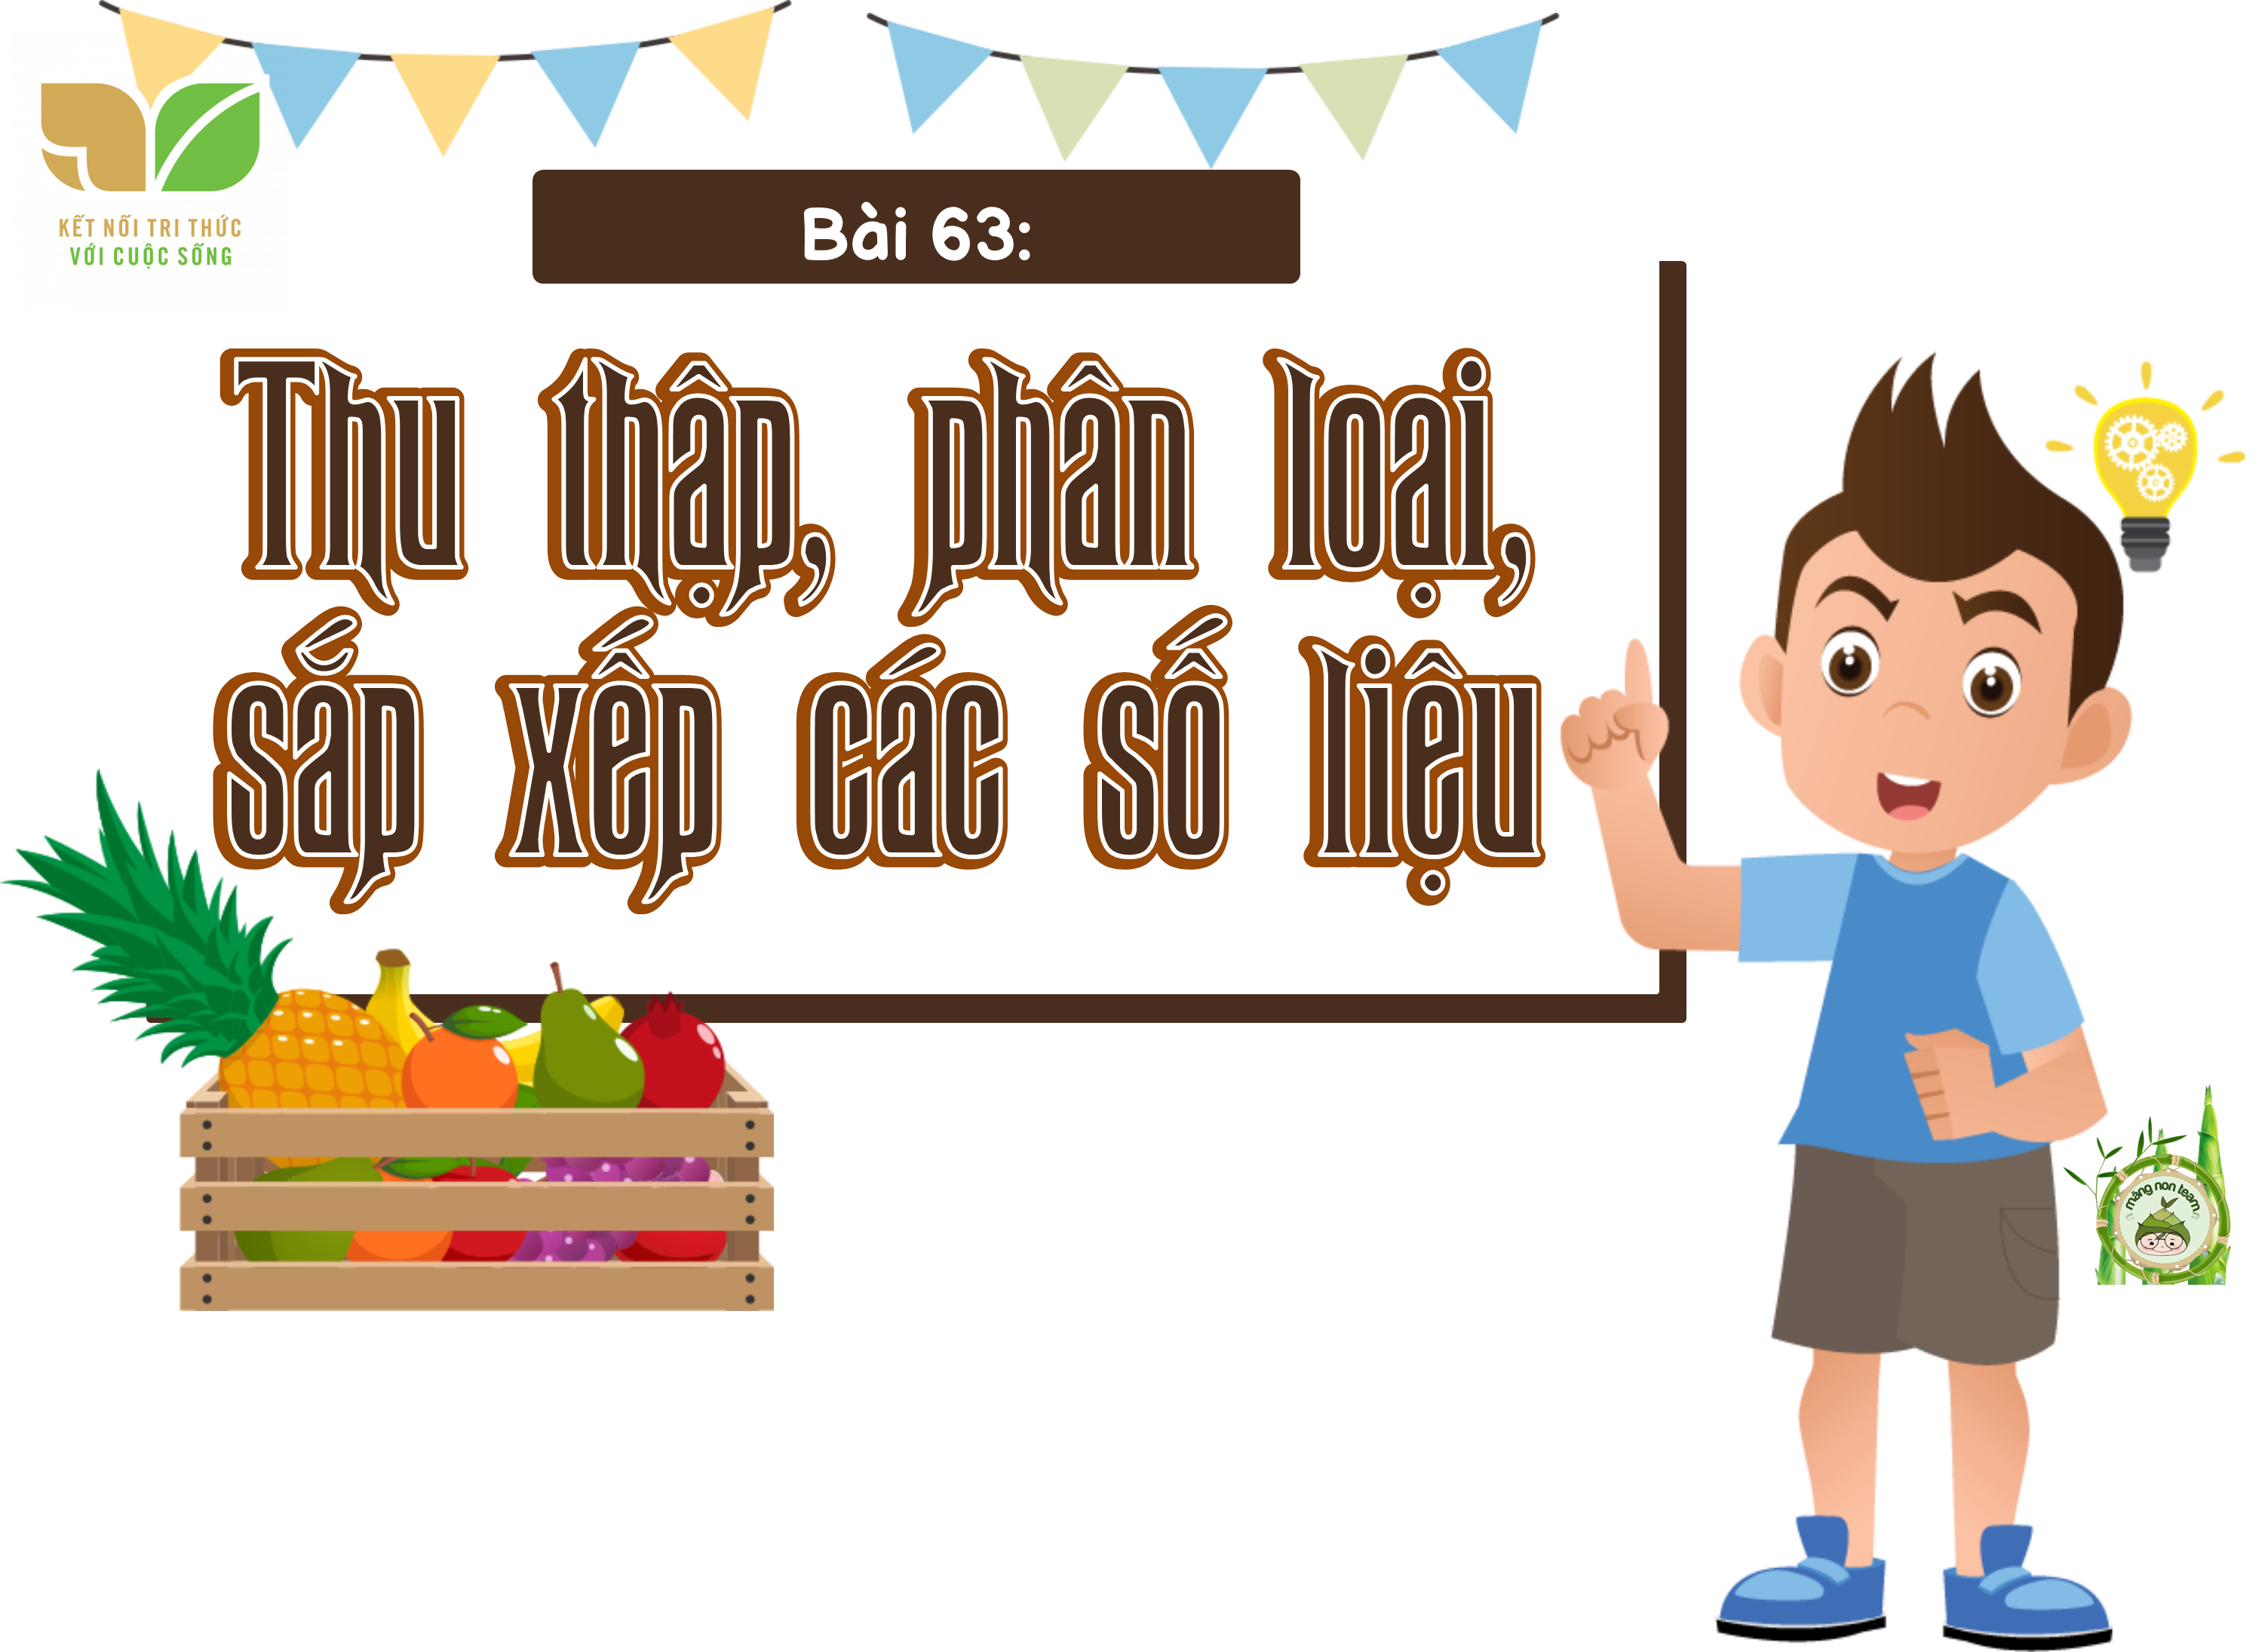 KẾT NỐI TRI THỨC
VỚI CUỘC SỐNG
Bài 63:
Thu thập, phân loại,
sắp xếp các số liệu
măng non team